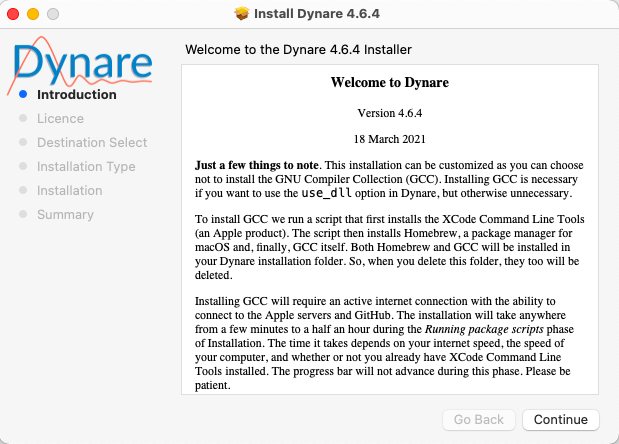 Install Dynare 4.6.4
Dynare
Welcome to the Dynare 4.6.4 Installer
Introduction
Licence
Destination Select
Installation Type
Installation
Summary
Welcome to Dynare
Version 4.6.4
18 March 2021
Just a few things to note. This installation can be customized as you can choose
not to install the GNU Compiler Collection (GCC). Installing GCC is necessary
if you want to use the use_dll option in Dynare, but otherwise unnecessary.
To install GCC we run a script that first installs the XCode Command Line Tools
(an Apple product). The script then installs Homebrew, a package manager for
macOS and, finally, GCC itself. Both Homebrew and GCC will be installed in
your Dynare installation folder. So, when you delete this folder, they too will be
deleted.
Installing GCC will require an active internet connection with the ability to
connect to the Apple servers and GitHub. The installation will take anywhere
from a few minutes to a half an hour during the Running package scripts phase
of Installation. The time it takes depends on your internet speed, the speed of
your computer, and whether or not you already have XCode Command Line
Tools installed. The progress bar will not advance during this phase. Please be
patient.
Go Back
Continue